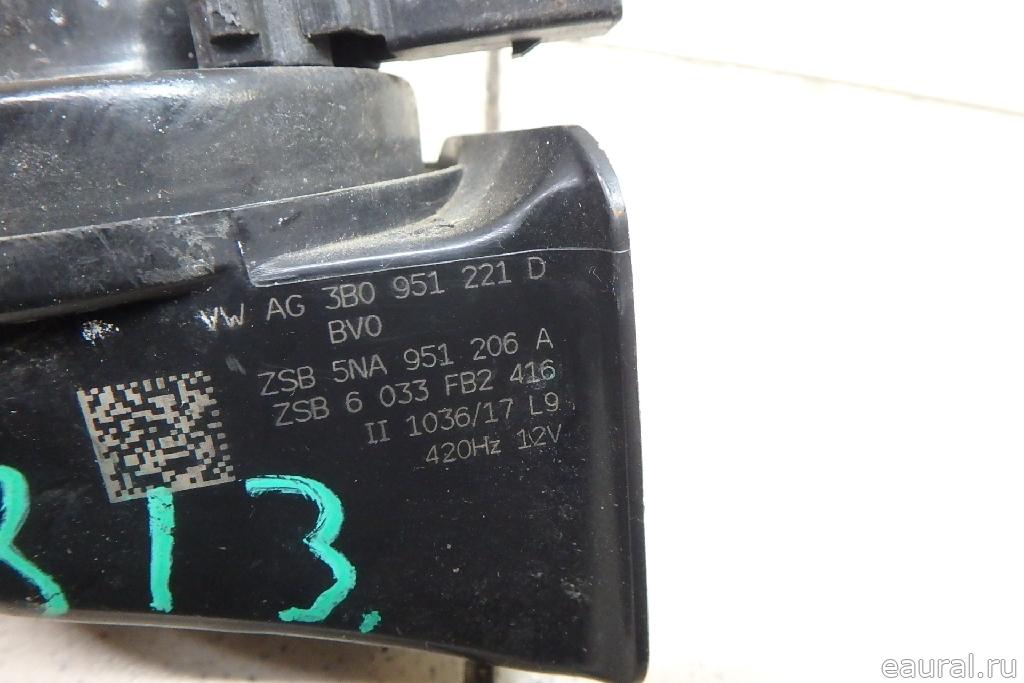 VW AG 3B0 951 221 D
BV0
ZSB 5NA 951 206 A
ZSB 6 033 FB2 416
II 1036/17 L9
420Hz 12V
13.
eaural.ru